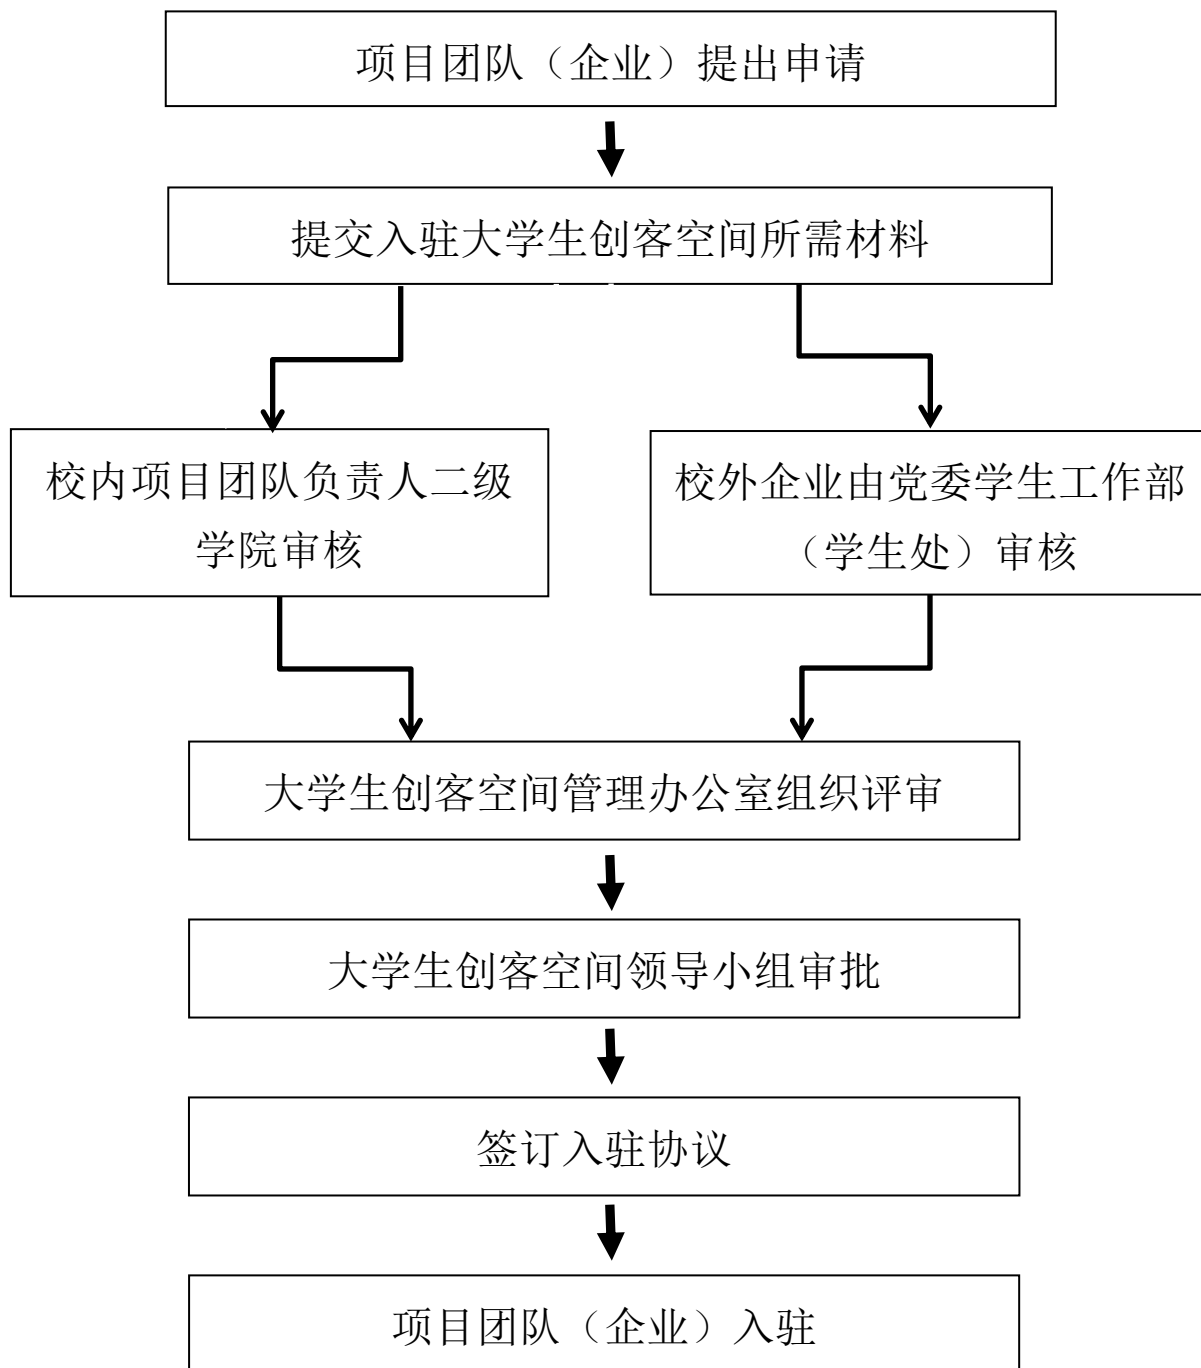 项目团队（企业）提出申请
提交入驻大学生创客空间所需材料
校内项目团队负责人二级
学院审核
校外企业由党委学生工作部
（学生处）审核
大学生创客空间管理办公室组织评审
大学生创客空间领导小组审批
签订入驻协议
项目团队（企业）入驻